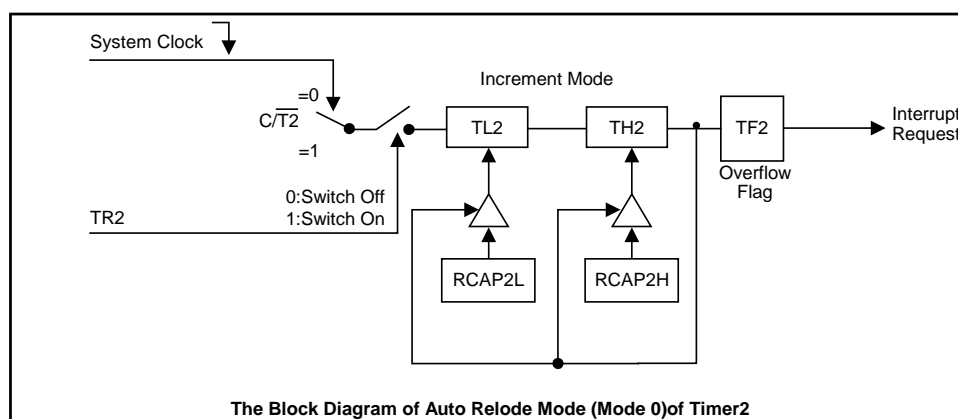 System Clock
Increment Mode
=0
C/T2
=1
TL2
TH2
TF2
Interrupt
Request
Overflow
Flag
0:Switch Off
1:Switch On
TR2
RCAP2L
RCAP2H
The Block Diagram of Auto Relode Mode (Mode 0)of Timer2